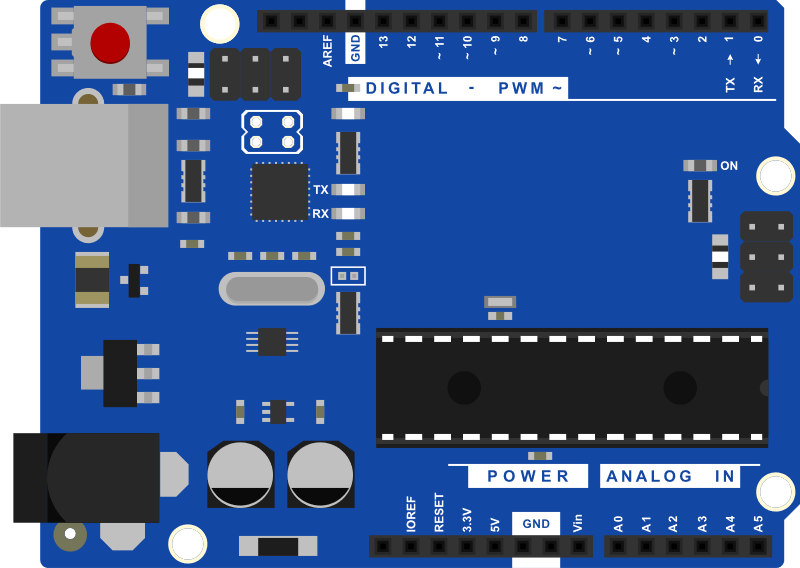 AREF GND 13 12 ~ 11 ~ 10 ~ 9 8 7 ~ 6 ~ 5 4 ~ 3 2 TX → 1 RX ← 0
DIGITAL - PWM ~
ON
TX
RX
POWER ANALOG IN
IOREF RESET 3.3V 5V GND Vin A0 A1 A2 A3 A4 A5